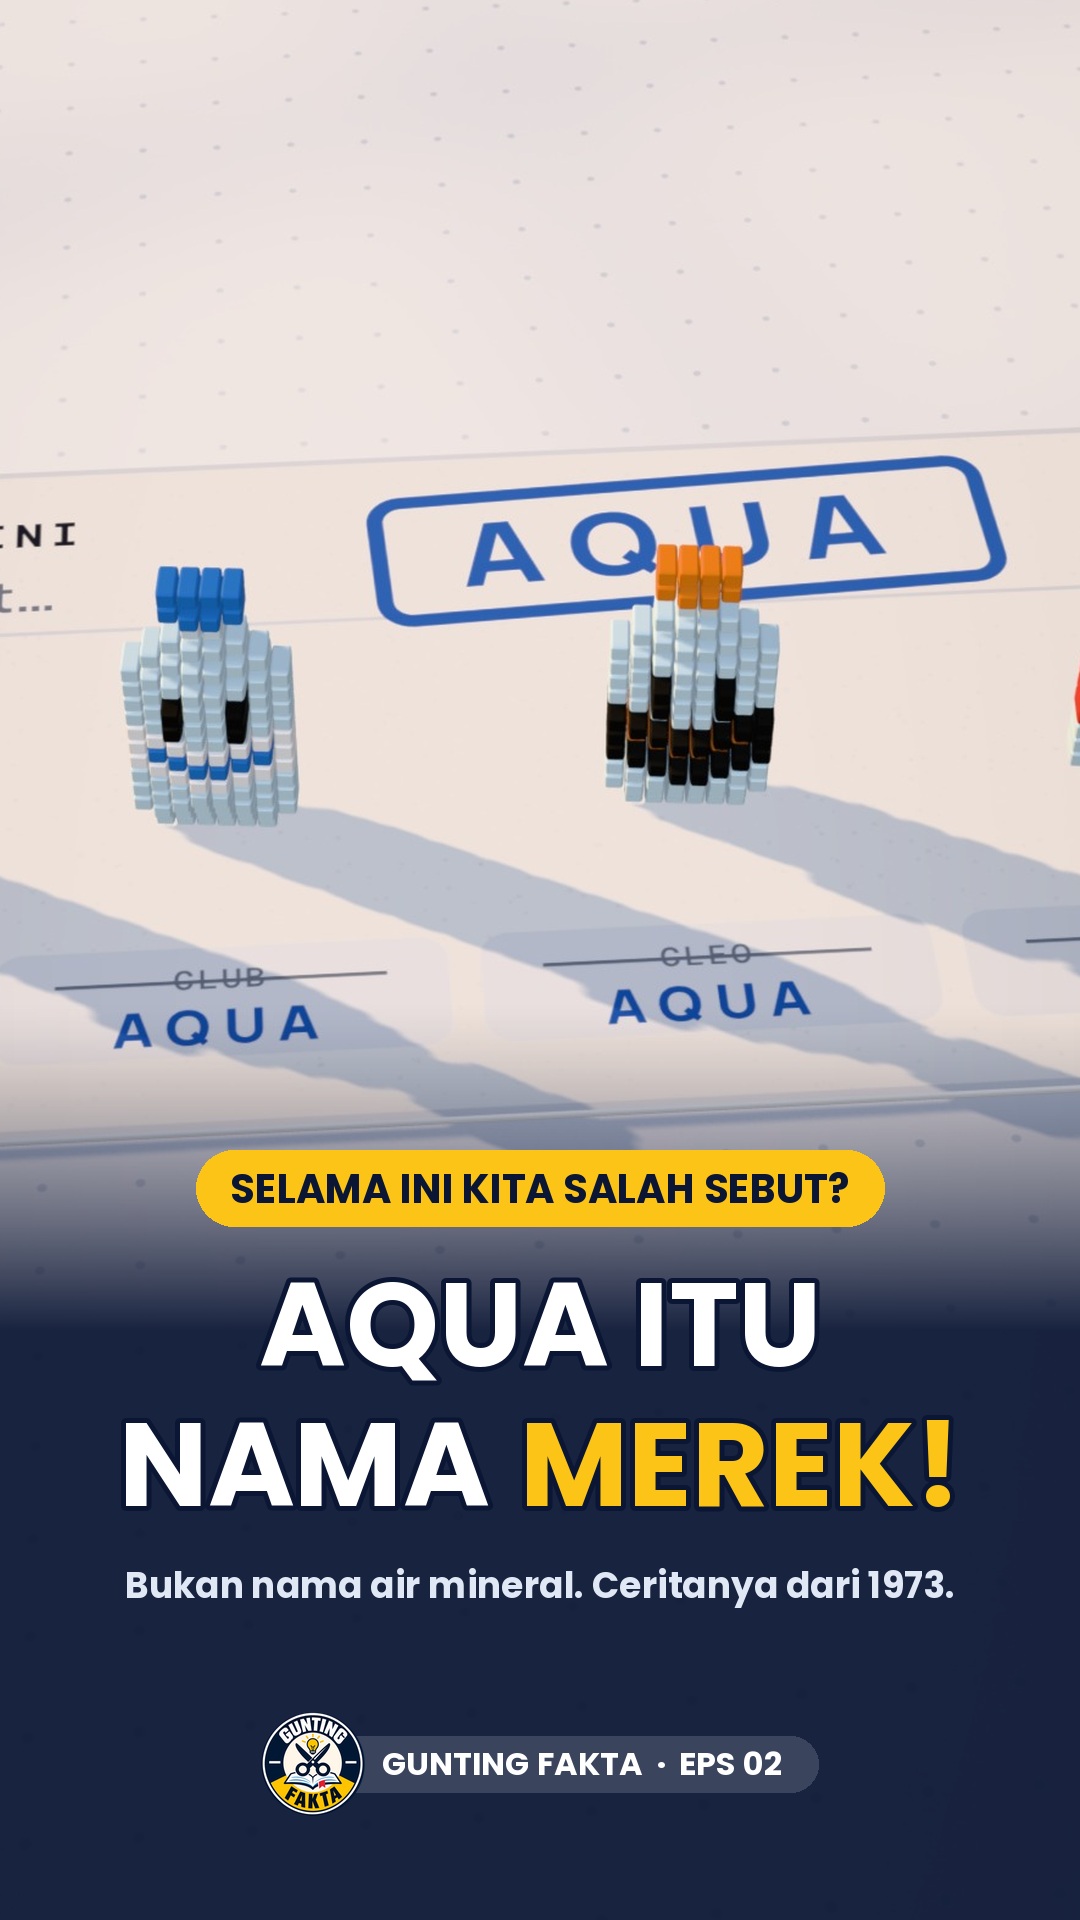 INI
t...
AQUA
CLUB
AQUA
CLEO
AQUA
SELAMA INI KITA SALAH SEBUT?
AQUA ITU
NAMA MEREK!
Bukan nama air mineral. Ceritanya dari 1973.
GUNTING
FAKTA
GUNTING FAKTA · EPS 02